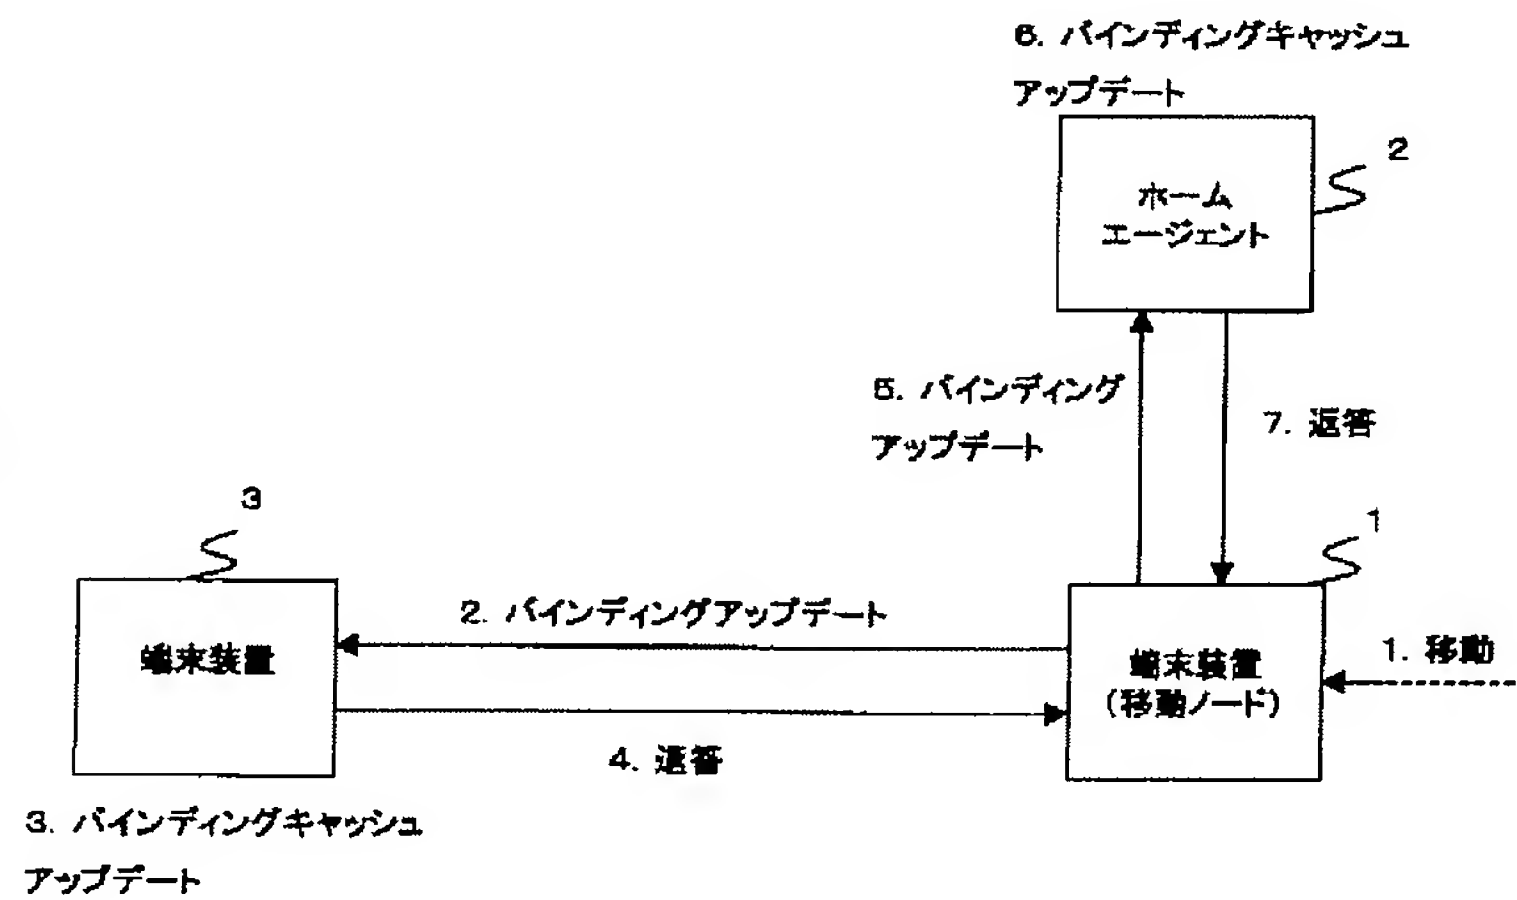 6. バインディングキャッシュ
アップデート
2
ホーム
エージェント
5. バインディング
アップデート
7. 返答
3
1
2. バインディングアップデート
端末装置
端末装置
(移動ノード)
1. 移動
4. 返答
3. バインディングキャッシュ
アップデート